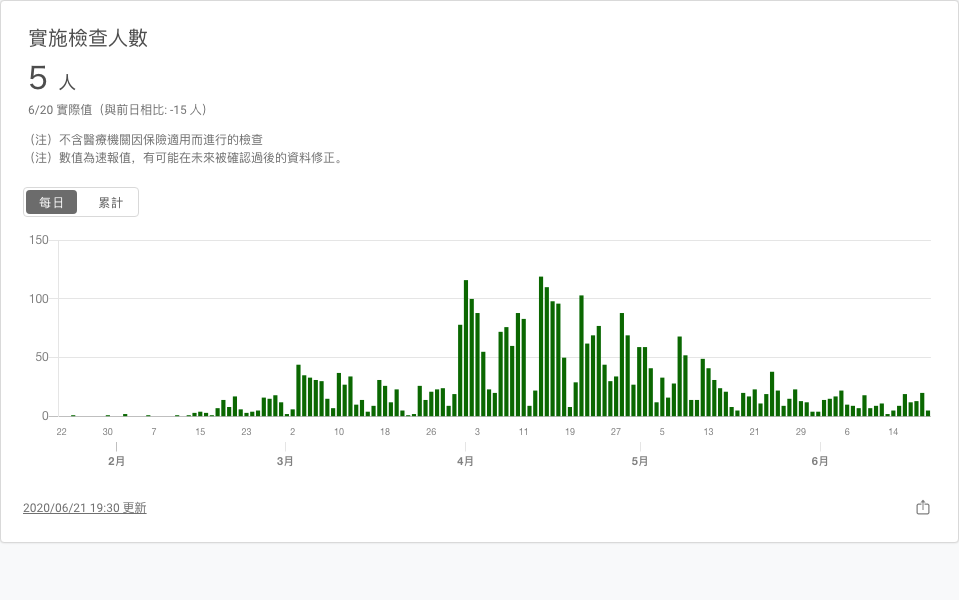 實施檢查人數
5 人
6/20 實際值（與前日相比: -15 人）
（注）不含醫療機關因保險適用而進行的檢查
（注）數值為速報值，有可能在未來被確認過後的資料修正。
每日 累計
150
100
50
0
22 30 7 15 23 2 10 18 26 3 11 19 27 5 13 21 29 6 14
2月 3月 4月 5月 6月
2020/06/21 19:30 更新